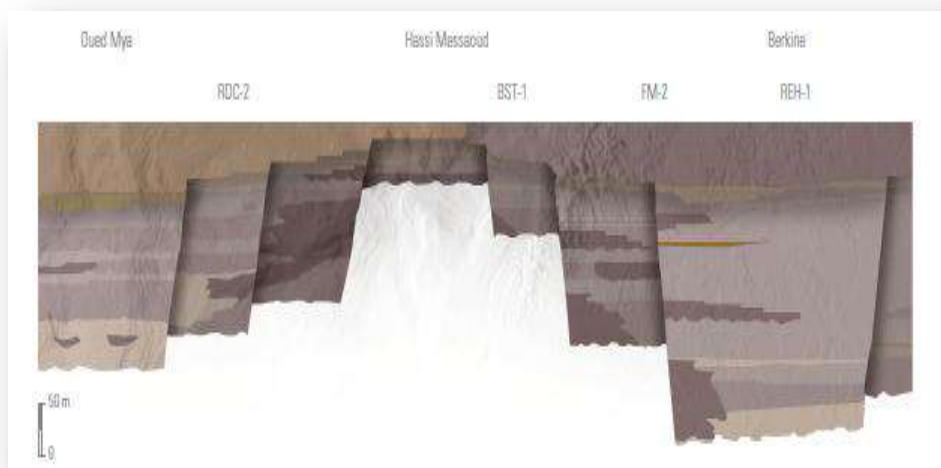 Oued Mya Hassi Messaoud Berkine
RDC-2 BST-1 FM-2 REH-1
50 m
0